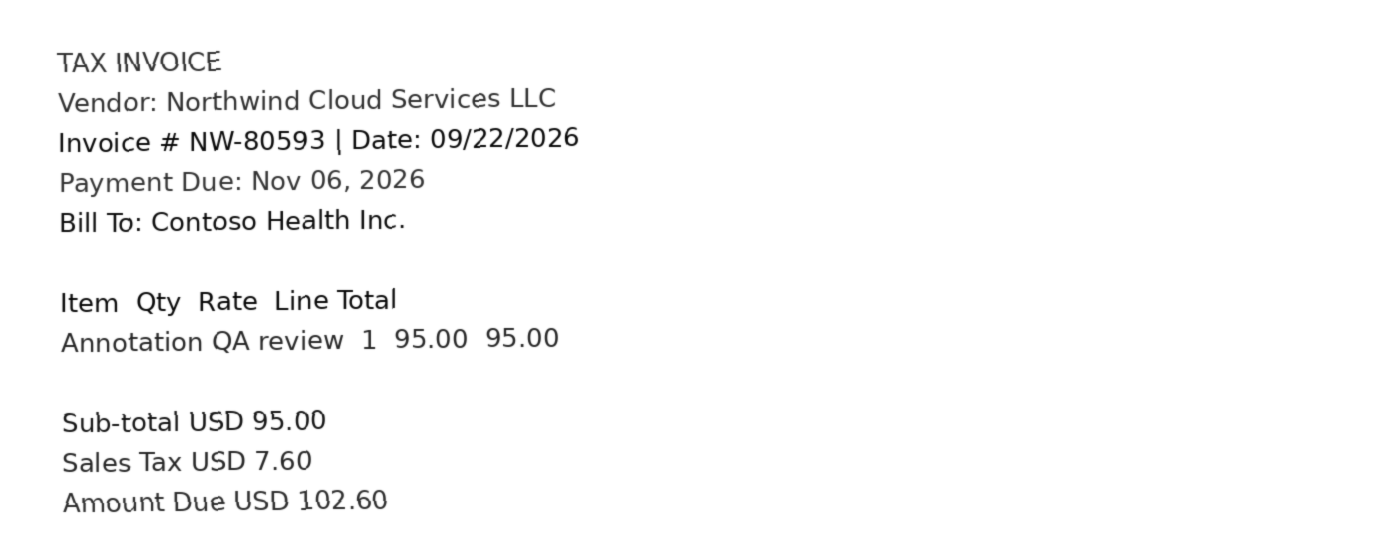 TAX INVOICE
Vendor: Northwind Cloud Services LLC
Invoice # NW-80593 | Date: 09/22/2026
Payment Due: Nov 06, 2026
Bill To: Contoso Health Inc.
Item Qty Rate Line Total
Annotation QA review 1 95.00 95.00
Sub-total USD 95.00
Sales Tax USD 7.60
Amount Due USD 102.60